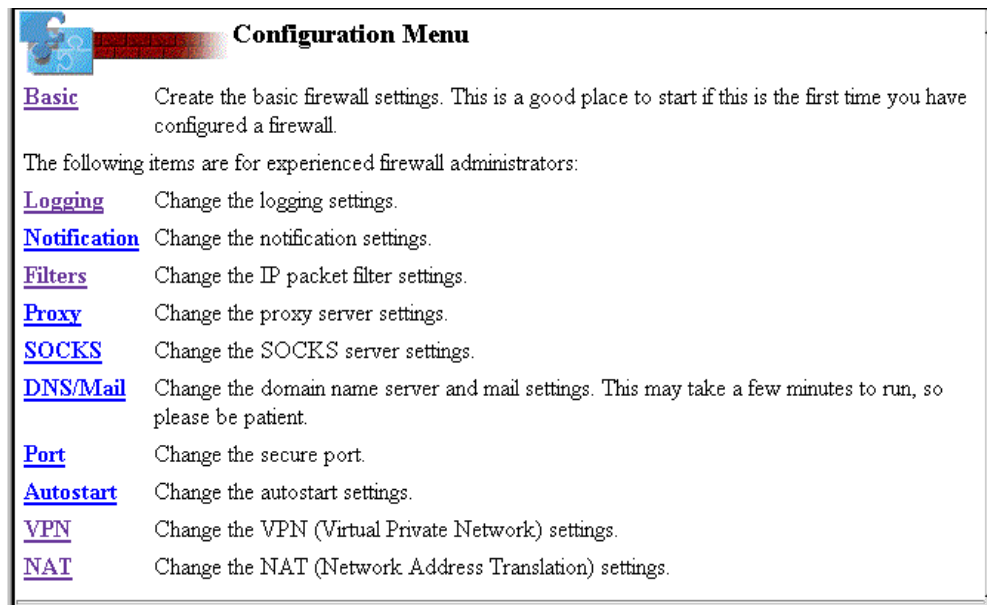 Configuration Menu
Basic Create the basic firewall settings. This is a good place to start if this is the first time you have
configured a firewall.
The following items are for experienced firewall administrators:
Logging Change the logging settings.
Notification Change the notification settings.
Filters Change the IP packet filter settings.
Proxy Change the proxy server settings.
SOCKS Change the SOCKS server settings.
DNS/Mail Change the domain name server and mail settings. This may take a few minutes to run, so
please be patient.
Port Change the secure port.
Autostart Change the autostart settings.
VPN Change the VPN (Virtual Private Network) settings.
NAT Change the NAT (Network Address Translation) settings.